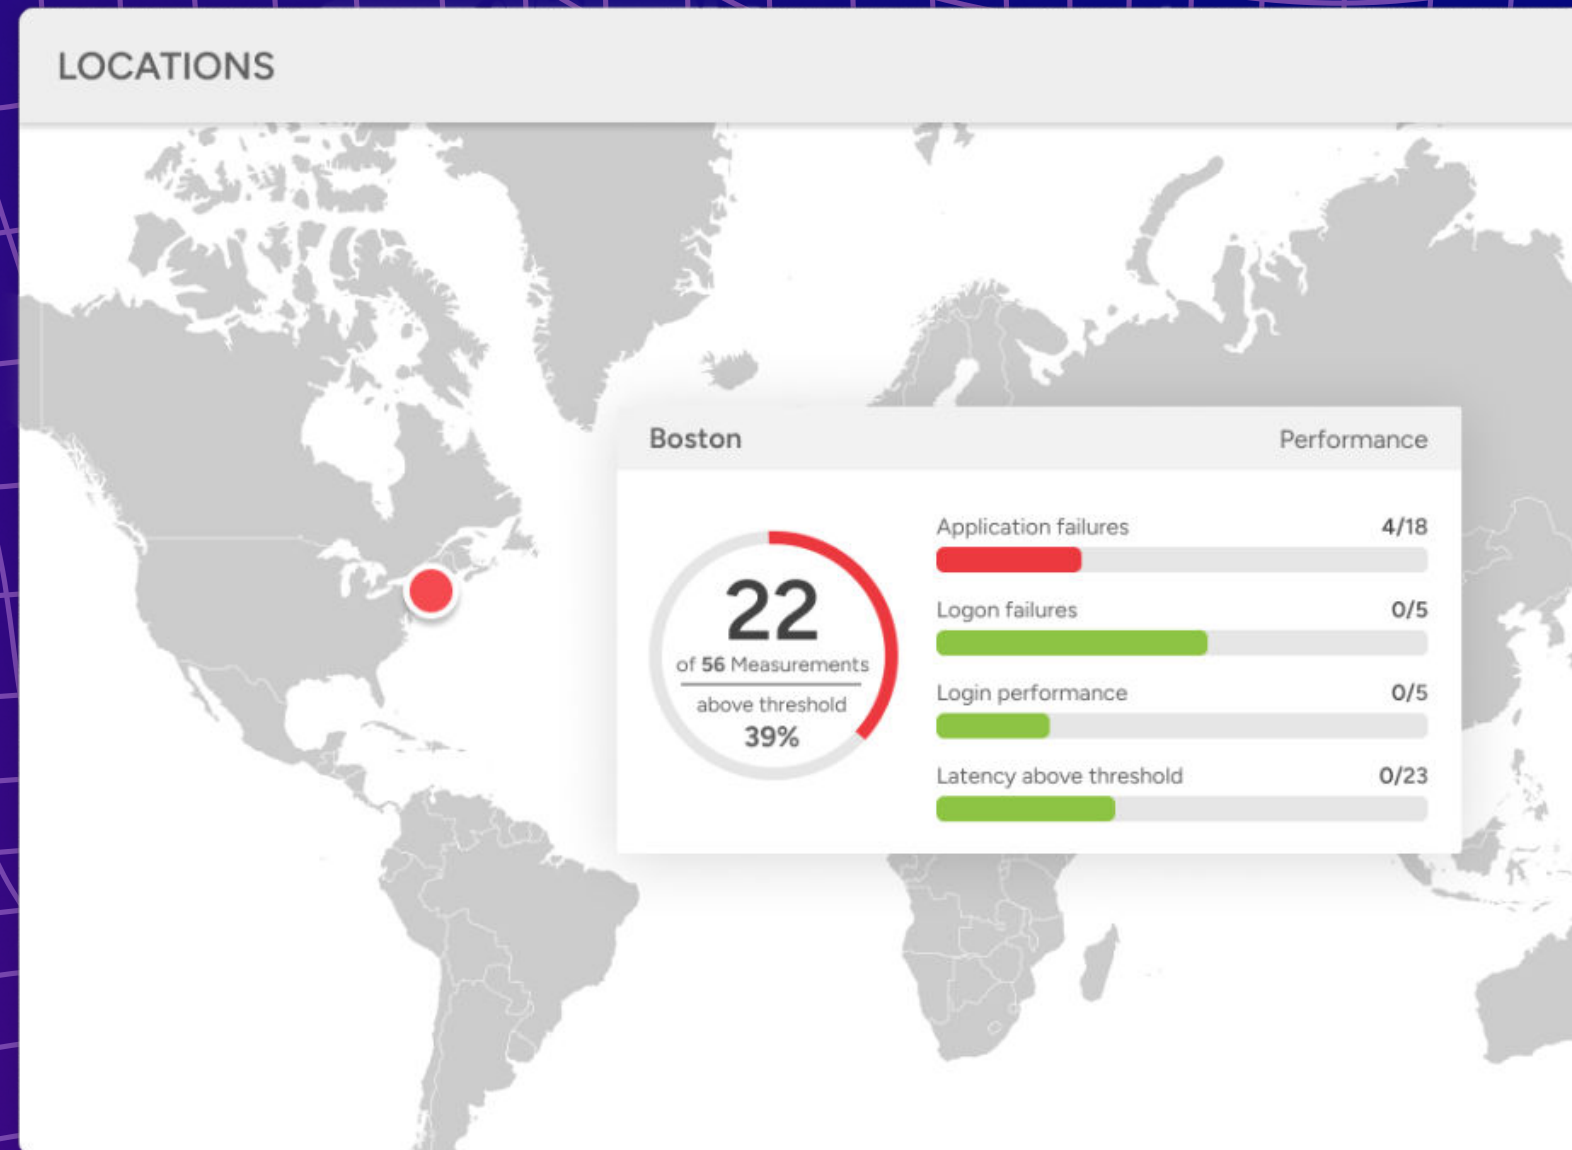 LOCATIONS
Boston
Performance
22
of 56 Measurements
above threshold
39%
Application failures 4/18
Logon failures 0/5
Login performance 0/5
Latency above threshold 0/23